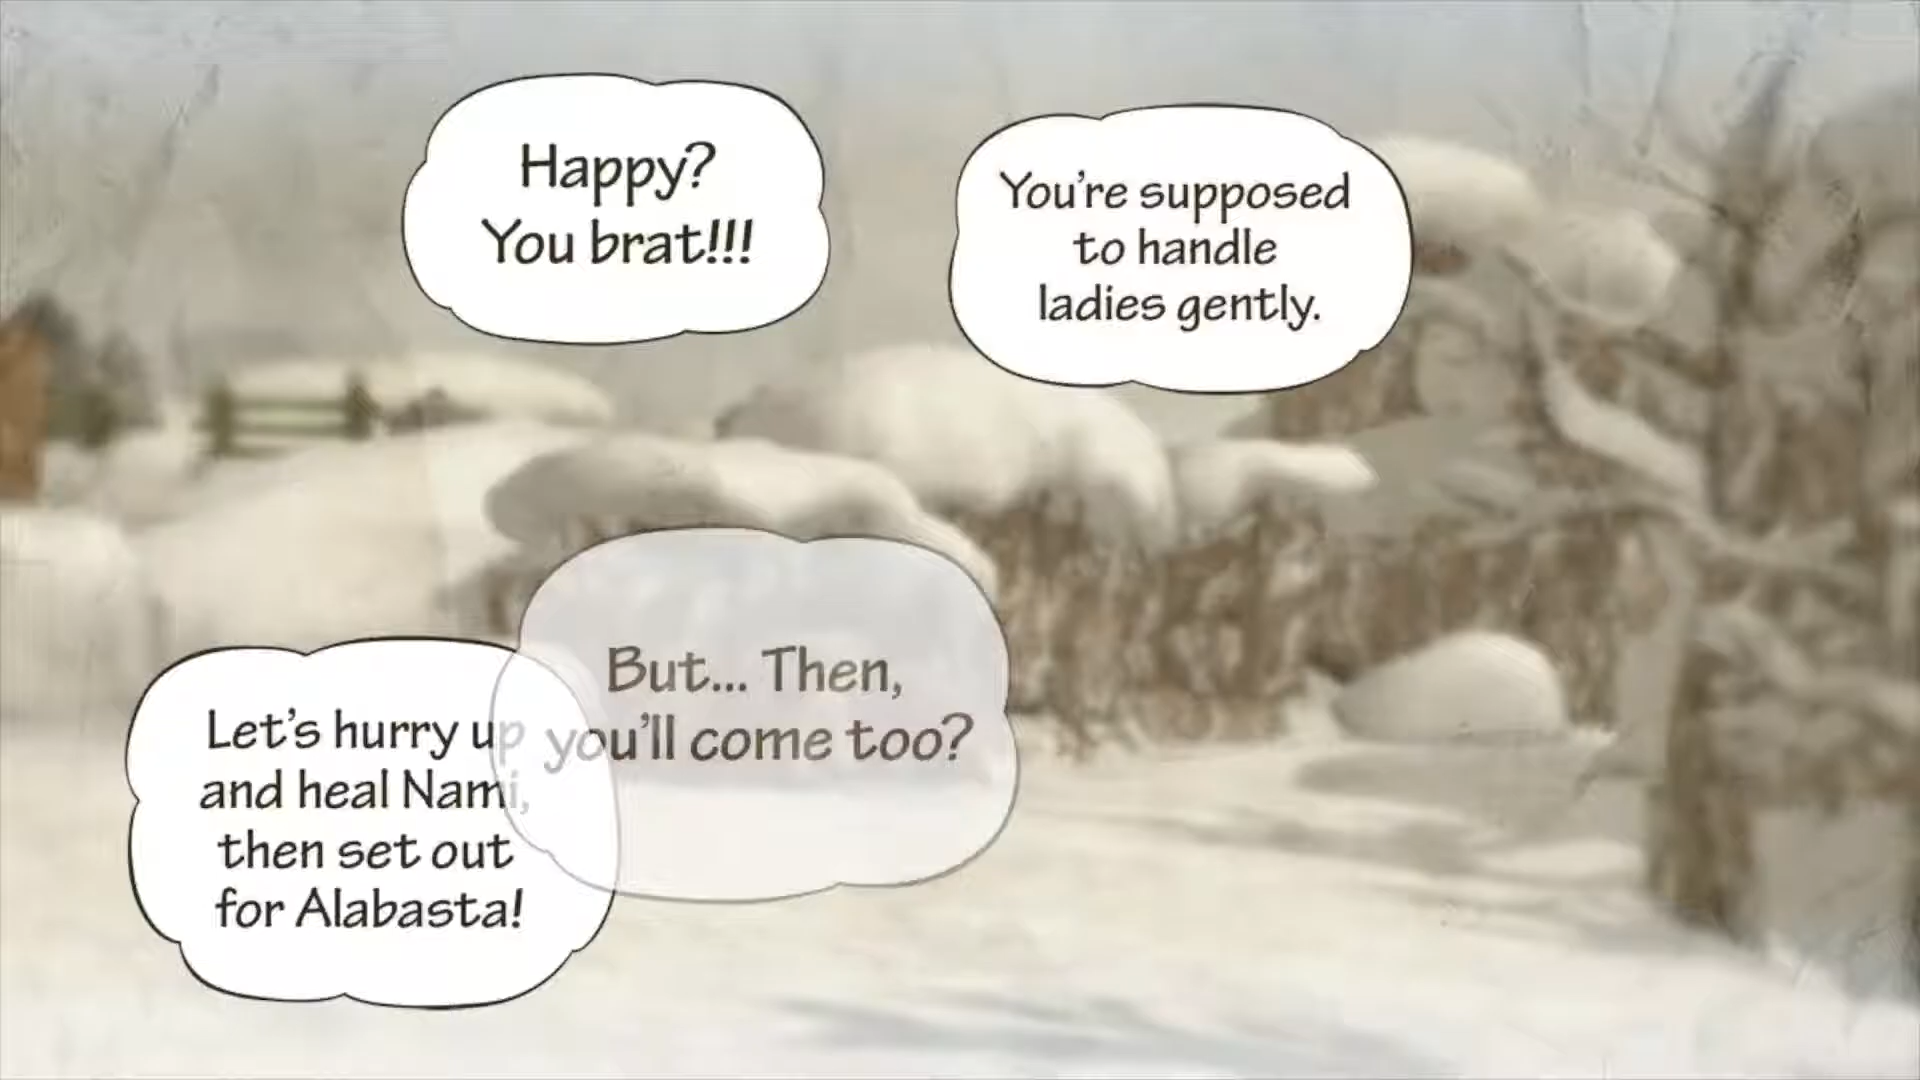 Happy?
You brat!!!
You're supposed
to handle
ladies gently.
But... Then,
you'll come too?
Let's hurry up
and heal Nami,
then set out
for Alabasta!